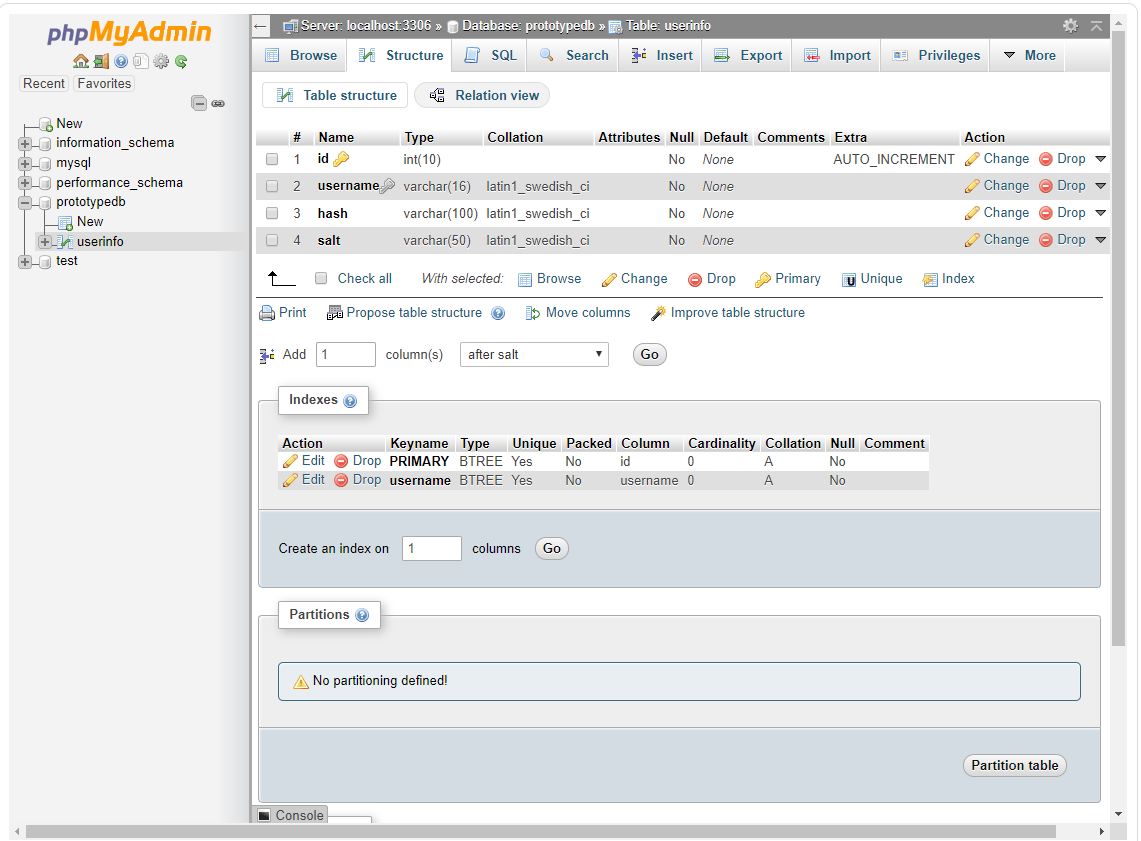 phpMyAdmin
Recent Favorites
New
information_schema
mysql
performance_schema
prototypedb
New
userinfo
test
Server: localhost:3306 » Database: prototypedb » Table: userinfo
Browse Structure SQL Search Insert Export Import Privileges More
Table structure Relation view
# Name Type Collation Attributes Null Default Comments Extra Action
1 id int(10) No None AUTO_INCREMENT Change Drop
2 username varchar(16) latin1_swedish_ci No None Change Drop
3 hash varchar(100) latin1_swedish_ci No None Change Drop
4 salt varchar(50) latin1_swedish_ci No None Change Drop
Check all With selected: Browse Change Drop Primary Unique Index
Print Propose table structure Move columns Improve table structure
Add 1 column(s) after salt Go
Indexes
Action Keyname Type Unique Packed Column Cardinality Collation Null Comment
Edit Drop PRIMARY BTREE Yes No id 0 A No
Edit Drop username BTREE Yes No username 0 A No
Create an index on 1 columns Go
Partitions
No partitioning defined!
Partition table
Console